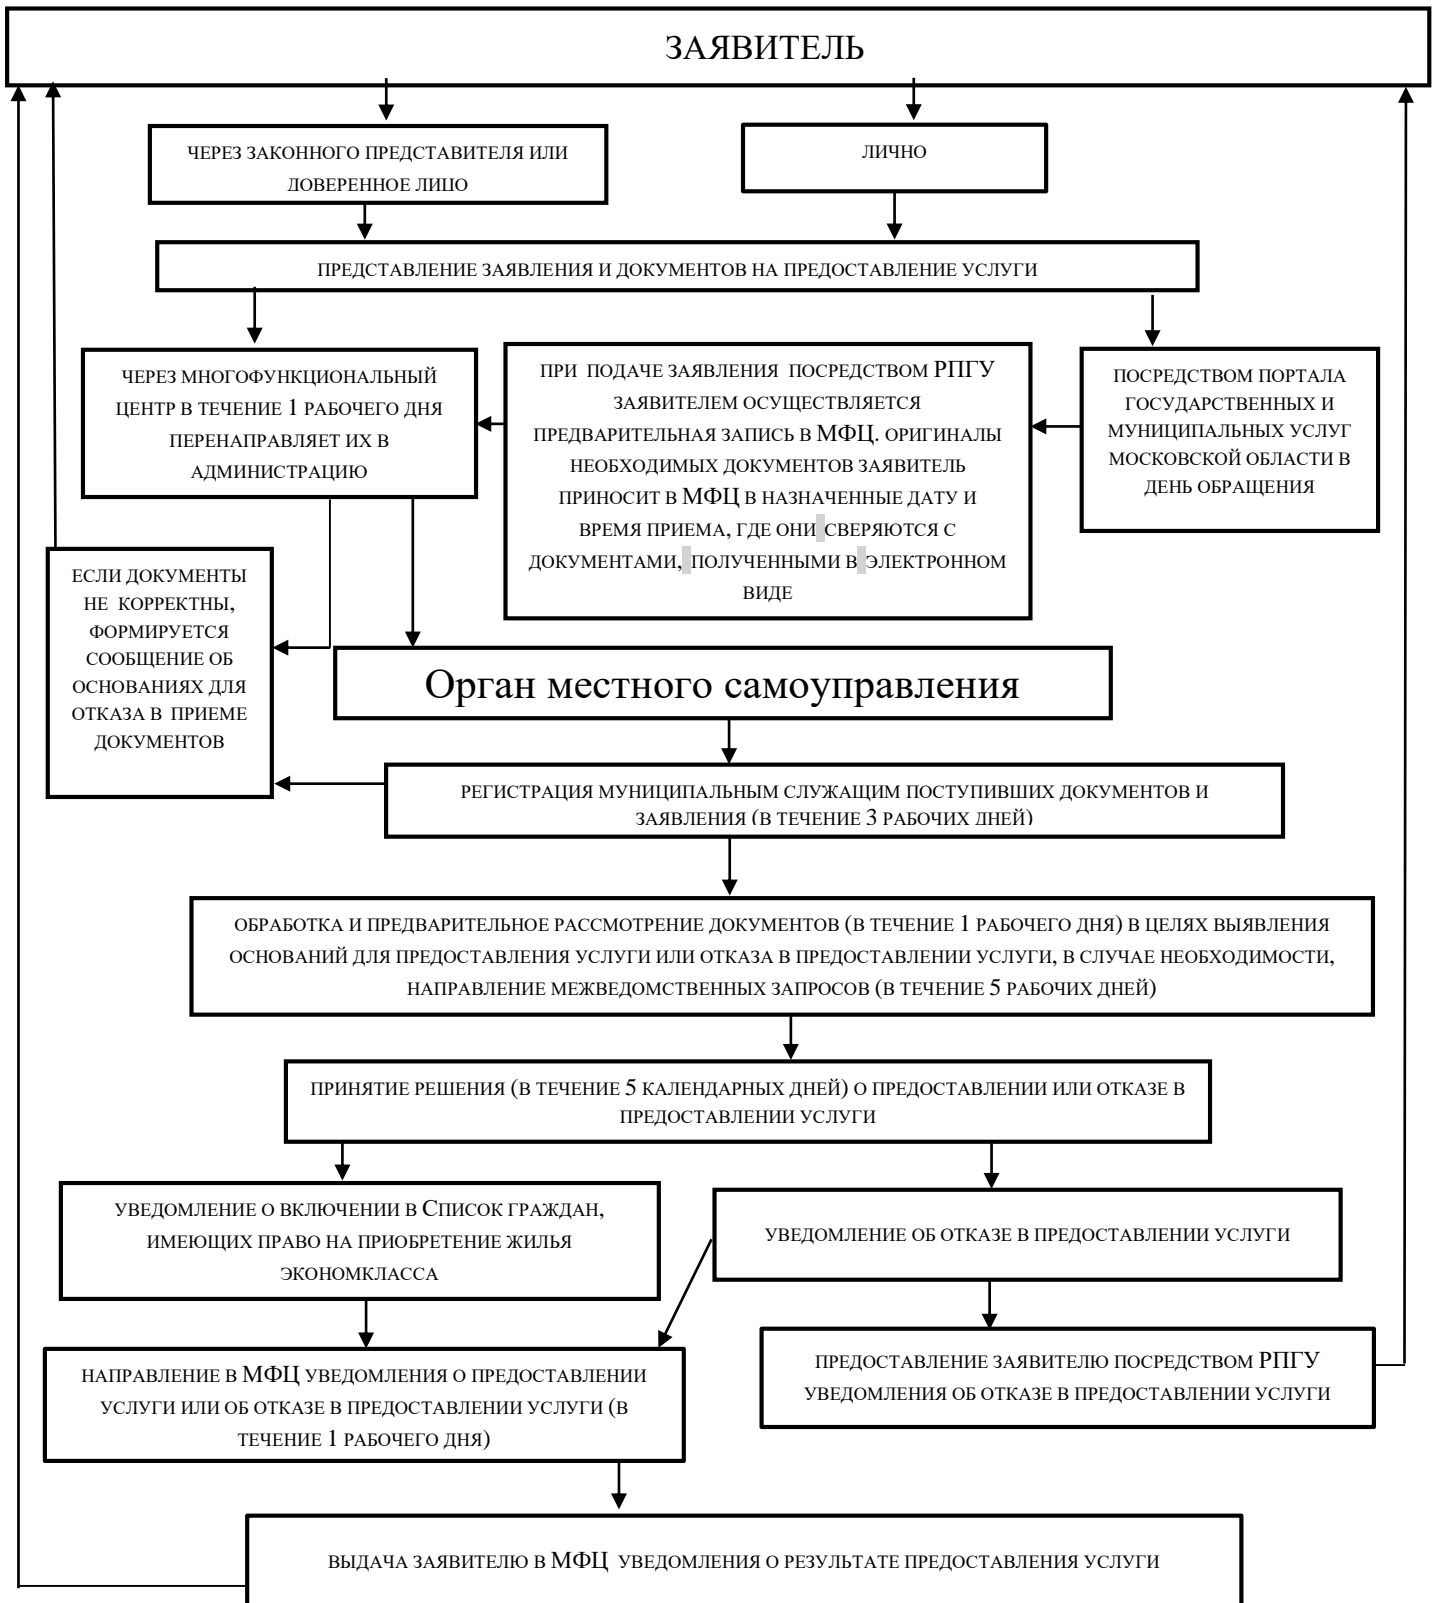 ЗАЯВИТЕЛЬ
ЧЕРЕЗ ЗАКОННОГО ПРЕДСТАВИТЕЛЯ ИЛИ
ДОВЕРЕННОЕ ЛИЦО
ЛИЧНО
ПРЕДСТАВЛЕНИЕ ЗАЯВЛЕНИЯ И ДОКУМЕНТОВ НА ПРЕДОСТАВЛЕНИЕ УСЛУГИ
ЧЕРЕЗ МНОГОФУНКЦИОНАЛЬНЫЙ
ЦЕНТР В ТЕЧЕНИЕ 1 РАБОЧЕГО ДНЯ
ПЕРЕНАПРАВЛЯЕТ ИХ В
АДМИНИСТРАЦИЮ
ПРИ ПОДАЧЕ ЗАЯВЛЕНИЯ ПОСРЕДСТВОМ РПГУ
ЗАЯВИТЕЛЕМ ОСУЩЕСТВЛЯЕТСЯ
ПРЕДВАРИТЕЛЬНАЯ ЗАПИСЬ В МФЦ. ОРИГИНАЛЫ
НЕОБХОДИМЫХ ДОКУМЕНТОВ ЗАЯВИТЕЛЬ
ПРИНОСИТ В МФЦ В НАЗНАЧЕННЫЕ ДАТУ И
ВРЕМЯ ПРИЕМА, ГДЕ ОНИ СВЕРЯЮТСЯ С
ДОКУМЕНТАМИ, ПОЛУЧЕННЫМИ В ЭЛЕКТРОННОМ
ВИДЕ
ПОСРЕДСТВОМ ПОРТАЛА
ГОСУДАРСТВЕННЫХ И
МУНИЦИПАЛЬНЫХ УСЛУГ
МОСКОВСКОЙ ОБЛАСТИ В
ДЕНЬ ОБРАЩЕНИЯ
ЕСЛИ ДОКУМЕНТЫ
НЕ КОРРЕКТНЫ,
ФОРМИРУЕТСЯ
СООБЩЕНИЕ ОБ
ОСНОВАНИЯХ ДЛЯ
ОТКАЗА В ПРИЕМЕ
ДОКУМЕНТОВ
Орган местного самоуправления
РЕГИСТРАЦИЯ МУНИЦИПАЛЬНЫМ СЛУЖАЩИМ ПОСТУПИВШИХ ДОКУМЕНТОВ И
ЗАЯВЛЕНИЯ (В ТЕЧЕНИЕ 3 РАБОЧИХ ДНЕЙ)
ОБРАБОТКА И ПРЕДВАРИТЕЛЬНОЕ РАССМОТРЕНИЕ ДОКУМЕНТОВ (В ТЕЧЕНИЕ 1 РАБОЧЕГО ДНЯ) В ЦЕЛЯХ ВЫЯВЛЕНИЯ
ОСНОВАНИЙ ДЛЯ ПРЕДОСТАВЛЕНИЯ УСЛУГИ ИЛИ ОТКАЗА В ПРЕДОСТАВЛЕНИИ УСЛУГИ, В СЛУЧАЕ НЕОБХОДИМОСТИ,
НАПРАВЛЕНИЕ МЕЖВЕДОМСТВЕННЫХ ЗАПРОСОВ (В ТЕЧЕНИЕ 5 РАБОЧИХ ДНЕЙ)
ПРИНЯТИЕ РЕШЕНИЯ (В ТЕЧЕНИЕ 5 КАЛЕНДАРНЫХ ДНЕЙ) О ПРЕДОСТАВЛЕНИИ ИЛИ ОТКАЗЕ В
ПРЕДОСТАВЛЕНИИ УСЛУГИ
УВЕДОМЛЕНИЕ О ВКЛЮЧЕНИИ В СПИСОК ГРАЖДАН,
ИМЕЮЩИХ ПРАВО НА ПРИОБРЕТЕНИЕ ЖИЛЬЯ
ЭКОНОМКЛАССА
УВЕДОМЛЕНИЕ ОБ ОТКАЗЕ В ПРЕДОСТАВЛЕНИИ УСЛУГИ
НАПРАВЛЕНИЕ В МФЦ УВЕДОМЛЕНИЯ О ПРЕДОСТАВЛЕНИИ
УСЛУГИ ИЛИ ОБ ОТКАЗЕ В ПРЕДОСТАВЛЕНИИ УСЛУГИ (В
ТЕЧЕНИЕ 1 РАБОЧЕГО ДНЯ)
ПРЕДОСТАВЛЕНИЕ ЗАЯВИТЕЛЮ ПОСРЕДСТВОМ РПГУ
УВЕДОМЛЕНИЯ ОБ ОТКАЗЕ В ПРЕДОСТАВЛЕНИИ УСЛУГИ
ВЫДАЧА ЗАЯВИТЕЛЮ В МФЦ УВЕДОМЛЕНИЯ О РЕЗУЛЬТАТЕ ПРЕДОСТАВЛЕНИЯ УСЛУГИ